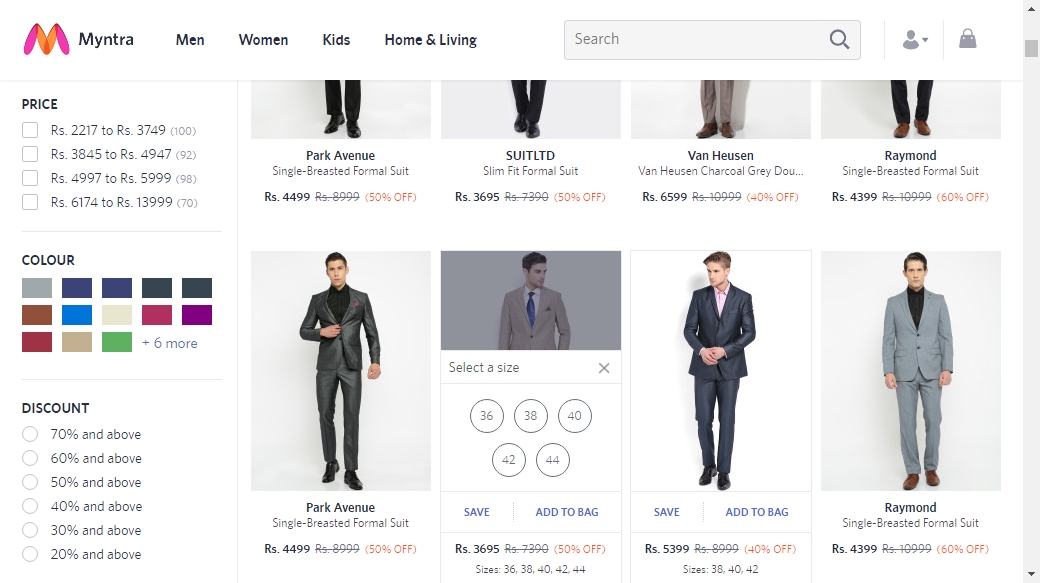 Myntra
Men
Women
Kids
Home & Living
Search
PRICE
Rs. 2217 to Rs. 3749 (100)
Rs. 3845 to Rs. 4947 (92)
Rs. 4997 to Rs. 5999 (98)
Rs. 6174 to Rs. 13999 (70)
COLOUR
+ 6 more
DISCOUNT
70% and above
60% and above
50% and above
40% and above
30% and above
20% and above
Park Avenue
Single-Breasted Formal Suit
Rs. 4499 Rs. 8999 (50% OFF)
SUITLTD
Slim Fit Formal Suit
Rs. 3695 Rs. 7390 (50% OFF)
Van Heusen
Van Heusen Charcoal Grey Dou...
Rs. 6599 Rs. 10999 (40% OFF)
Raymond
Single-Breasted Formal Suit
Rs. 4399 Rs. 10999 (60% OFF)
Park Avenue
Single-Breasted Formal Suit
Rs. 4499 Rs. 8999 (50% OFF)
Select a size
36 38 40
42 44
SAVE ADD TO BAG
Rs. 3695 Rs. 7390 (50% OFF)
Sizes: 36, 38, 40, 42, 44
SAVE ADD TO BAG
Rs. 5399 Rs. 8999 (40% OFF)
Sizes: 38, 40, 42
Raymond
Single-Breasted Formal Suit
Rs. 4399 Rs. 10999 (60% OFF)